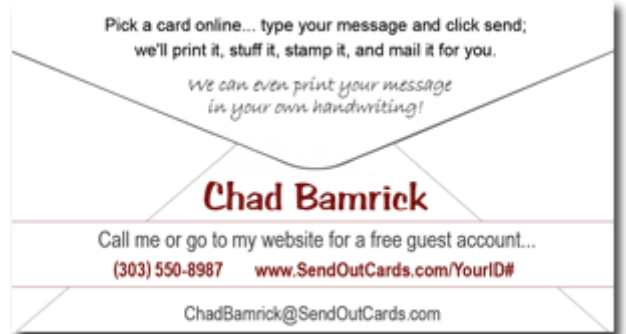 Pick a card online... type your message and click send;
we'll print it, stuff it, stamp it, and mail it for you.
We can even print your message
in your own handwriting!
Chad Bamrick
Call me or go to my website for a free guest account...
(303) 550-8987 www.SendOutCards.com/YourID#
ChadBamrick@SendOutCards.com